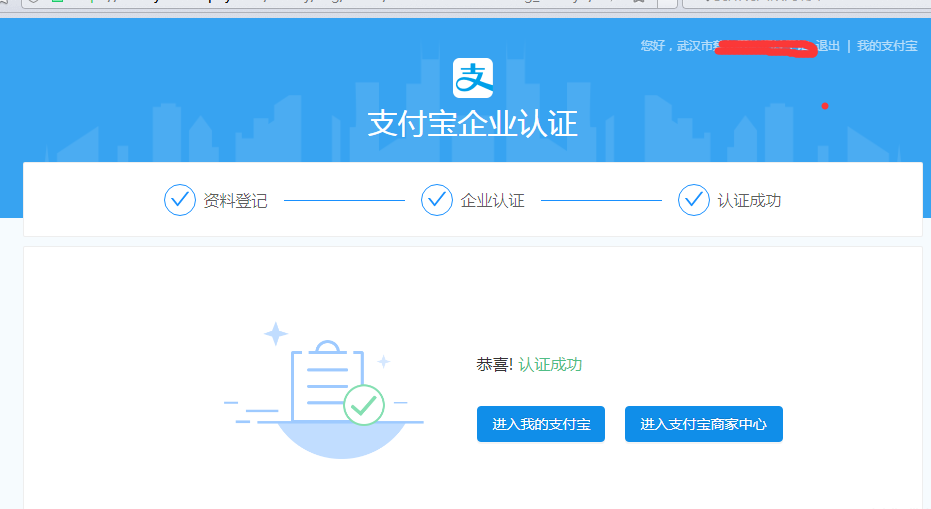 您好，武汉市
退出 | 我的支付宝
支
支付宝企业认证
资料登记
企业认证
认证成功
恭喜! 认证成功
进入我的支付宝
进入支付宝商家中心